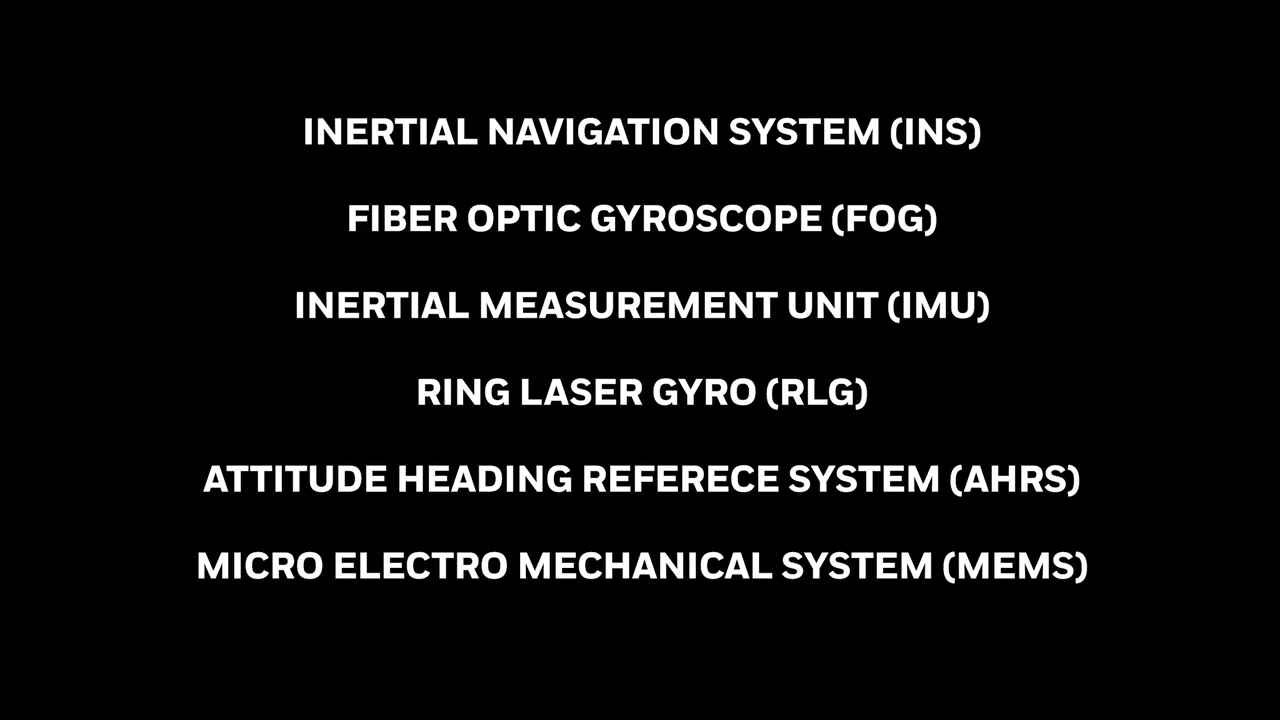 INERTIAL NAVIGATION SYSTEM (INS)
FIBER OPTIC GYROSCOPE (FOG)
INERTIAL MEASUREMENT UNIT (IMU)
RING LASER GYRO (RLG)
ATTITUDE HEADING REFERECE SYSTEM (AHRS)
MICRO ELECTRO MECHANICAL SYSTEM (MEMS)